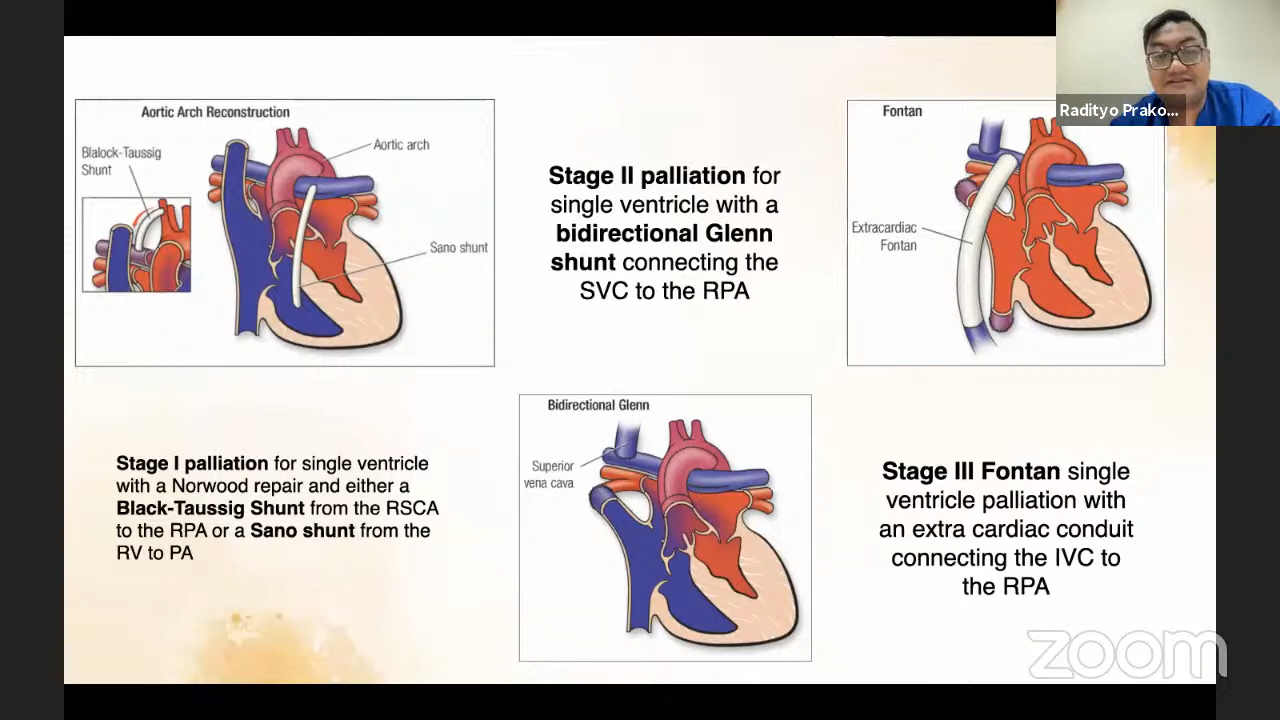 Aortic Arch Reconstruction
Blalock-Taussig
Shunt
Aortic arch
Sano shunt
Stage I palliation for single ventricle
with a Norwood repair and either a
Black-Taussig Shunt from the RSCA
to the RPA or a Sano shunt from the
RV to PA
Stage II palliation for
single ventricle with a
bidirectional Glenn
shunt connecting the
SVC to the RPA
Bidirectional Glenn
Superior
vena cava
Fontan
Extracardiac
Fontan
Stage III Fontan single
ventricle palliation with
an extra cardiac conduit
connecting the IVC to
the RPA
Radityo Prako...
zoom